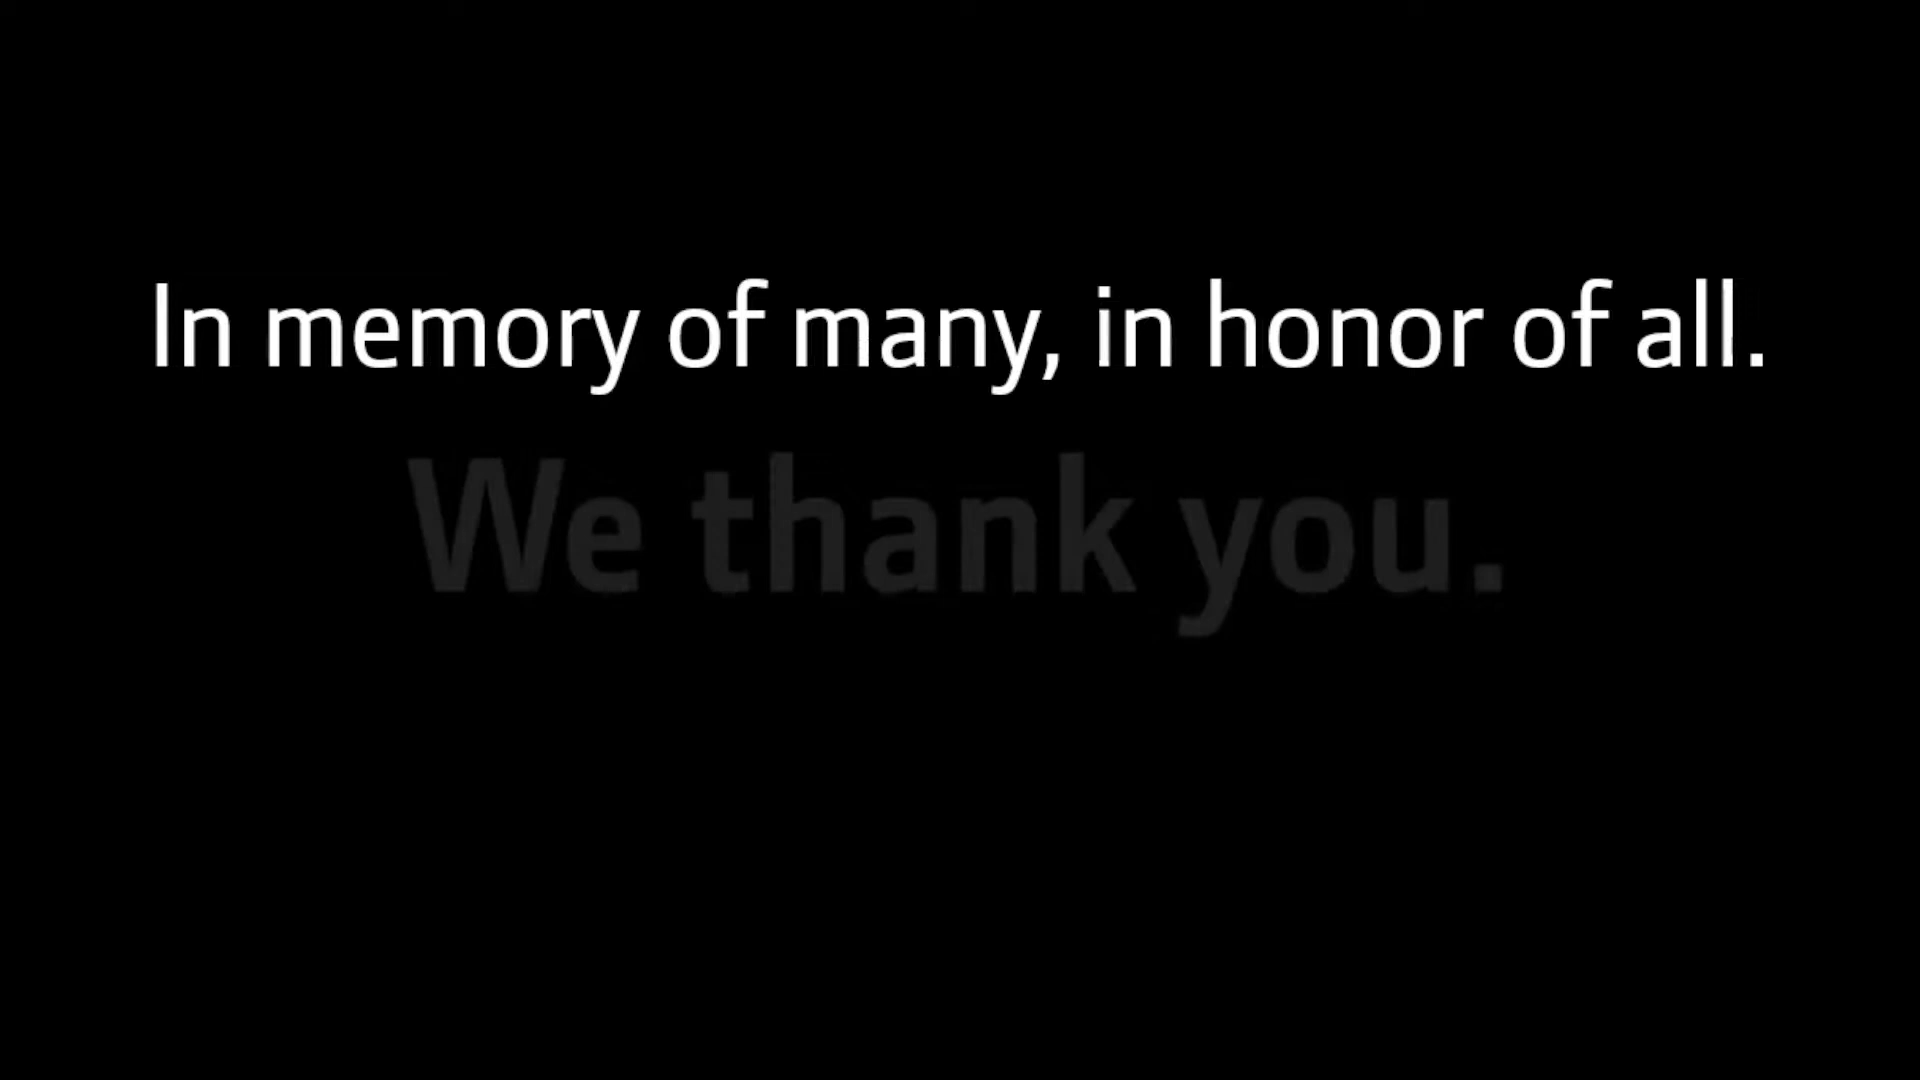 In memory of many, in honor of all.
We thank you.